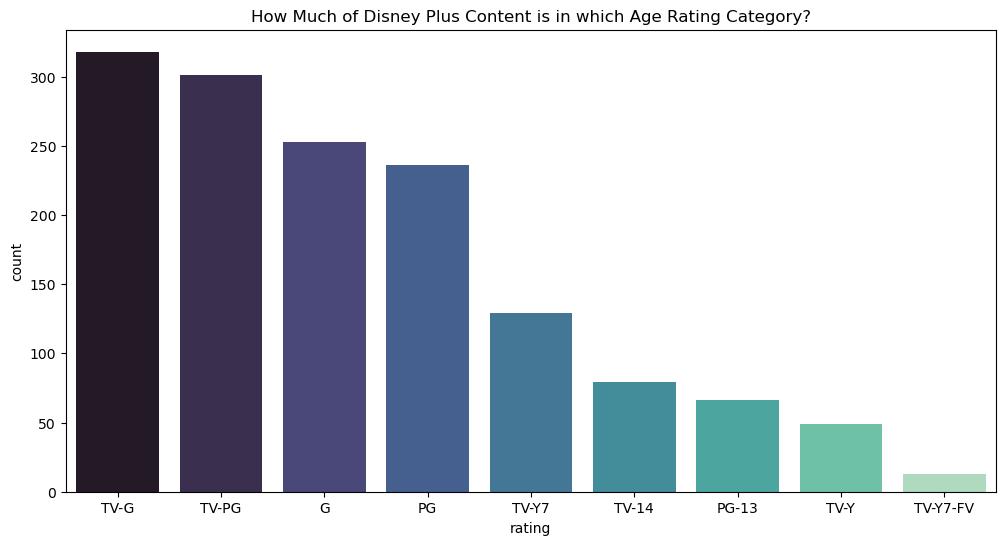 How Much of Disney Plus Content is in which Age Rating Category?
300
250
200
150
100
50
0
count
TV-G TV-PG G PG TV-Y7 TV-14 PG-13 TV-Y TV-Y7-FV
rating